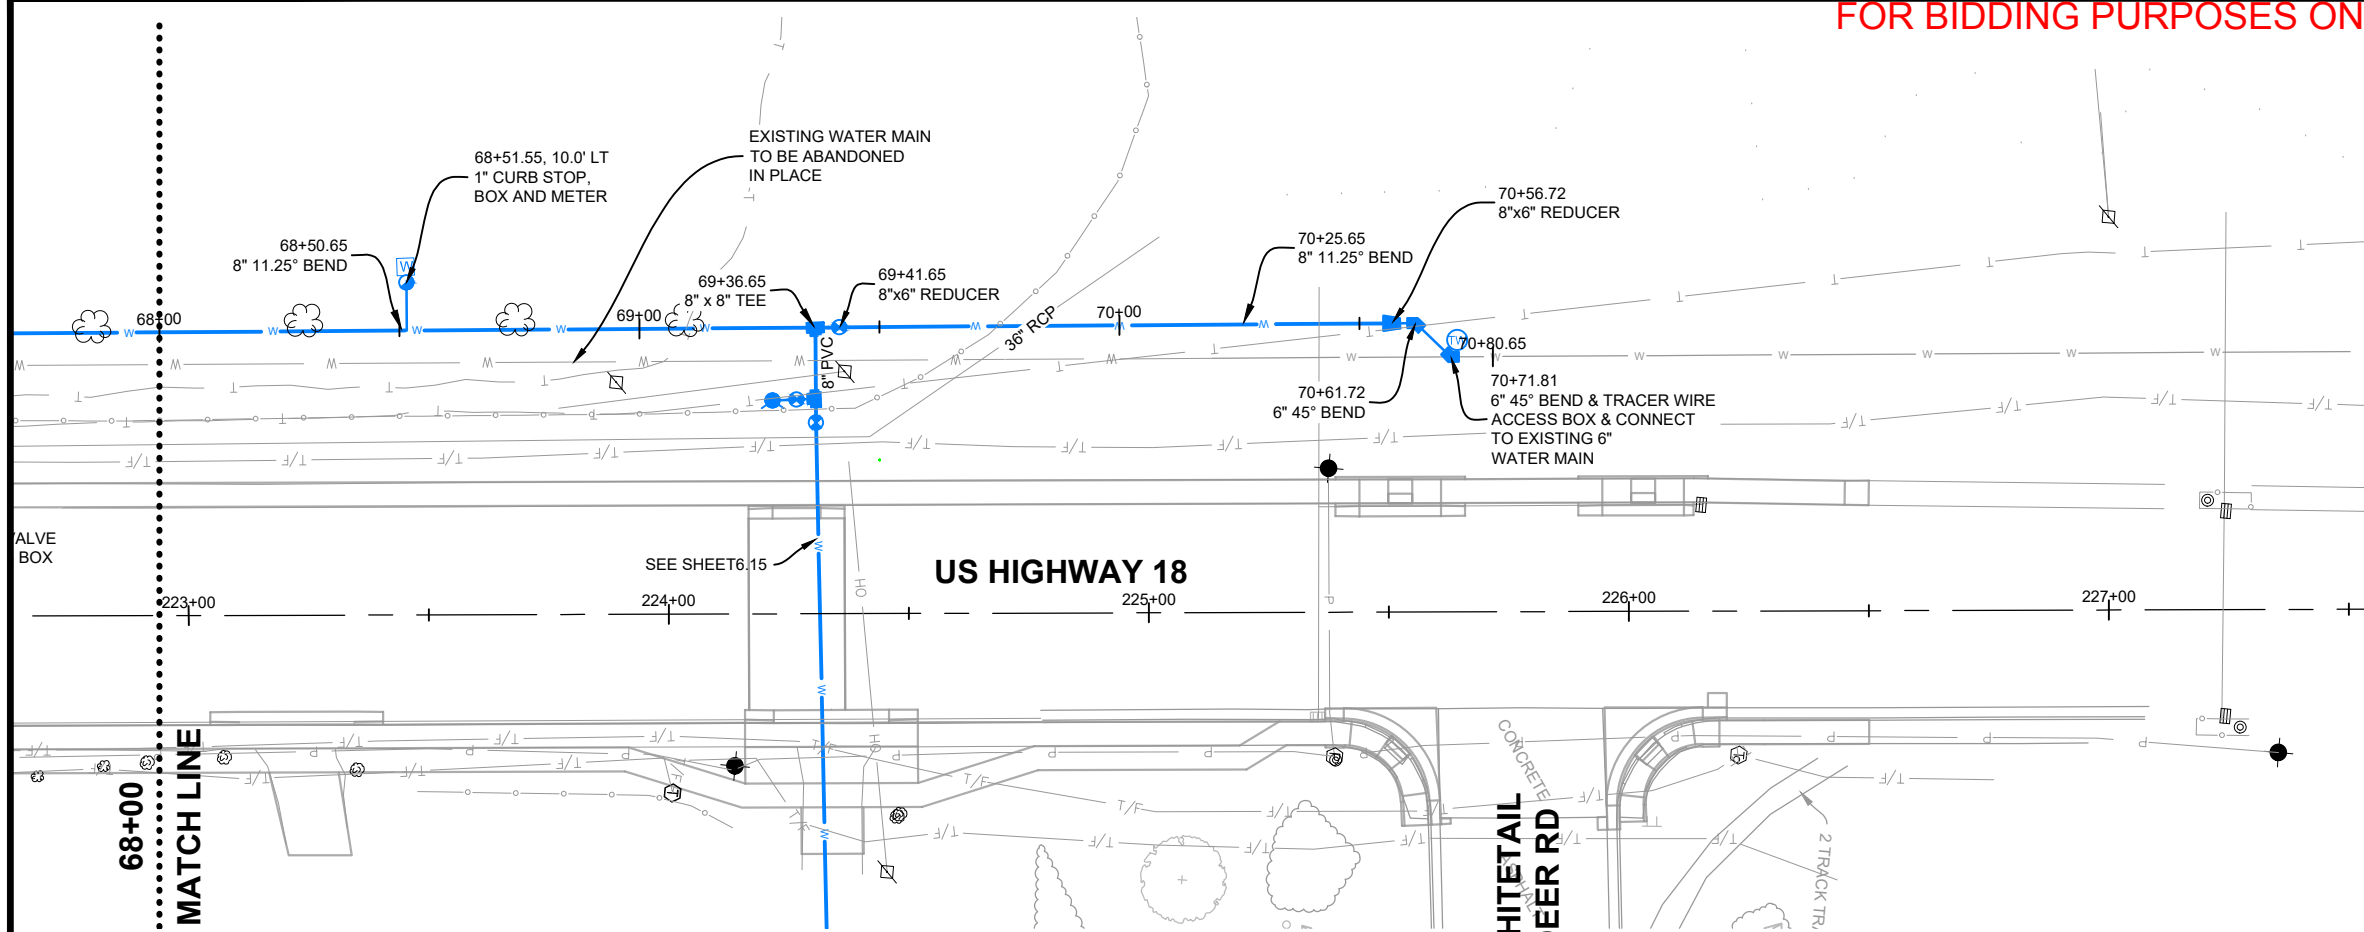 FOR BIDDING PURPOSES ON
EXISTING WATER MAIN
TO BE ABANDONED
IN PLACE
68+51.55, 10.0' LT
1" CURB STOP,
BOX AND METER
70+56.72
8"x6" REDUCER
68+50.65
8" 11.25° BEND
70+25.65
8" 11.25° BEND
69+36.65
8" x 8" TEE
69+41.65
8"x6" REDUCER
68+00
69+00
70+00
36" RCP
8" PVC
TW
70+80.65
70+61.72
6" 45° BEND
70+71.81
6" 45° BEND & TRACER WIRE
ACCESS BOX & CONNECT
TO EXISTING 6"
WATER MAIN
VALVE
BOX
SEE SHEET6.15
US HIGHWAY 18
223+00
224+00
225+00
226+00
227+00
68+00
MATCH LINE
HITETAIL
DEER RD
CONCRETE
ASPHALT
2 TRACK TR